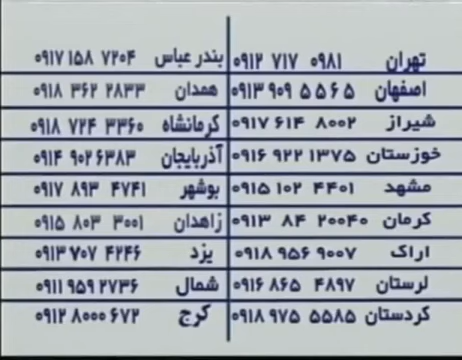 تهران ۰۹۱۲ ۷۱۷ ۰۹۸۱ بندر عباس ۰۹۱۷ ۱۵۸ ۷۲۰۴
اصفهان ۰۹۱۳ ۹۰۹ ۵۵۶۵ همدان ۰۹۱۸ ۳۶۲ ۲۸۳۳
شیراز ۰۹۱۷ ۶۱۴ ۸۰۰۲ کرمانشاه ۰۹۱۸ ۷۲۴ ۳۳۶۰
خوزستان ۰۹۱۶ ۹۲۲ ۱۳۷۵ آذربایجان ۰۹۱۴ ۹۰۲ ۶۳۸۳
مشهد ۰۹۱۵ ۱۰۲ ۴۴۰۱ بوشهر ۰۹۱۷ ۸۹۳ ۴۷۴۱
کرمان ۰۹۱۳ ۸۴ ۲۰۰۴۰ زاهدان ۰۹۱۵ ۸۰۳ ۳۰۰۱
اراک ۰۹۱۸ ۹۵۶ ۹۰۰۷ یزد ۰۹۱۳ ۷۰۷ ۴۲۴۶
لرستان ۰۹۱۶ ۸۶۵ ۴۸۹۷ شمال ۰۹۱۱ ۹۵۹ ۲۷۳۶
کردستان ۰۹۱۸ ۹۷۵ ۵۵۸۵ کرج ۰۹۱۲ ۸۰۰۰ ۶۷۲